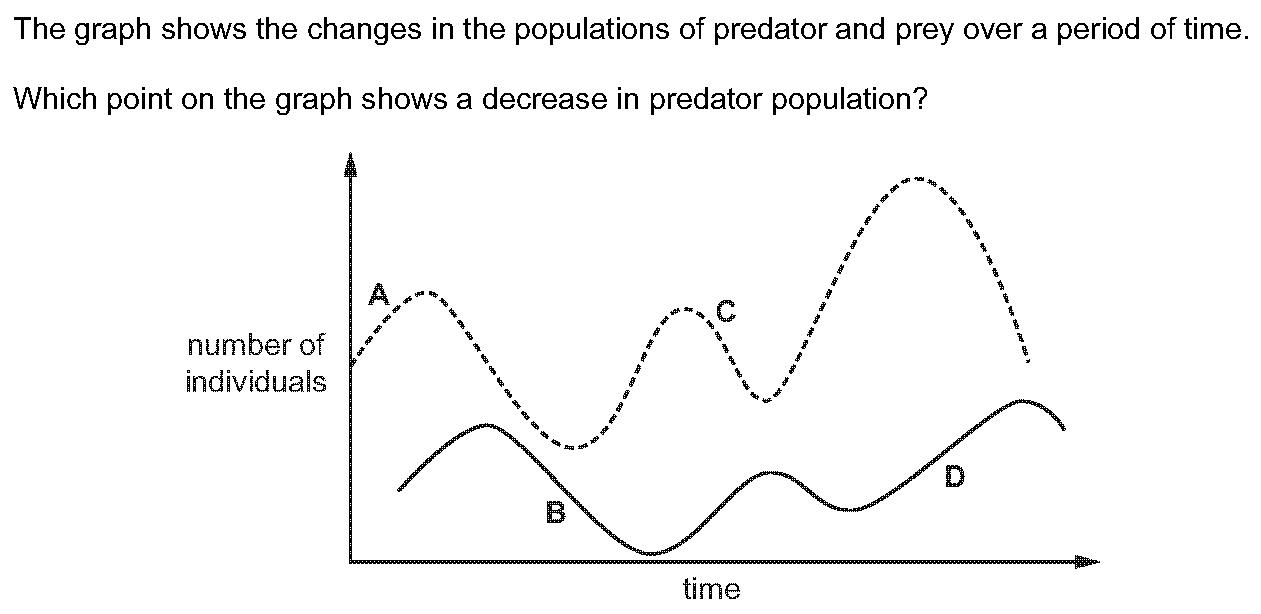 The graph shows the changes in the populations of predator and prey over a period of time.
Which point on the graph shows a decrease in predator population?
A
C
number of
individuals
D
B
time